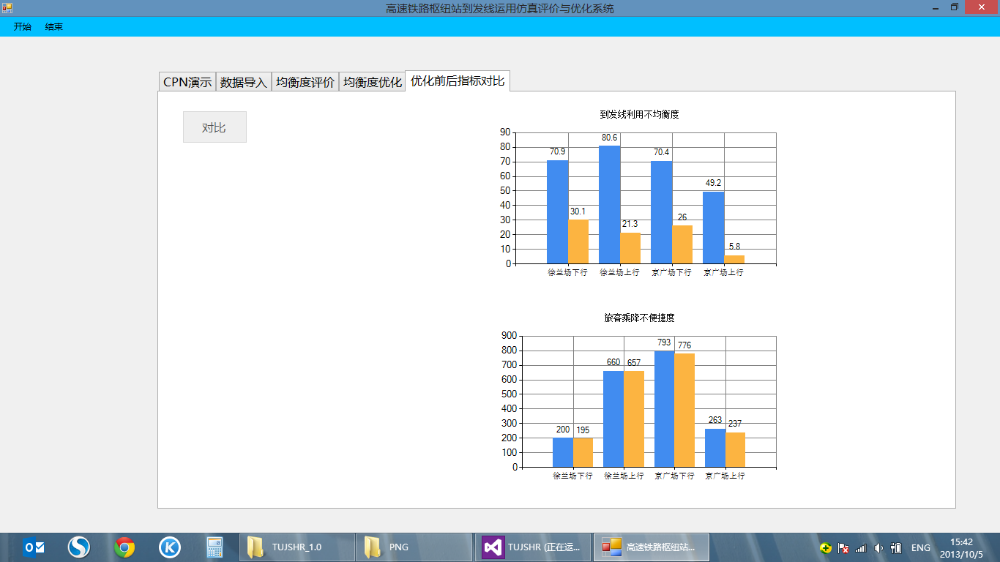 高速铁路枢纽站到发线运用仿真评价与优化系统
开始 结束
CPN演示 数据导入 均衡度评价 均衡度优化 优化前后指标对比
对比
到发线利用不均衡度
90
80
70
60
50
40
30
20
10
0
70.9 30.1 80.6 21.3 70.4 26 49.2 5.8
徐兰场下行 徐兰场上行 京广场下行 京广场上行
旅客乘降不便捷度
900
800
700
600
500
400
300
200
100
0
200 195 660 657 793 776 263 237
徐兰场下行 徐兰场上行 京广场下行 京广场上行
TUJSHR_1.0 PNG TUJSHR (正在运... 高速铁路枢纽站... ENG 15:42
2013/10/5